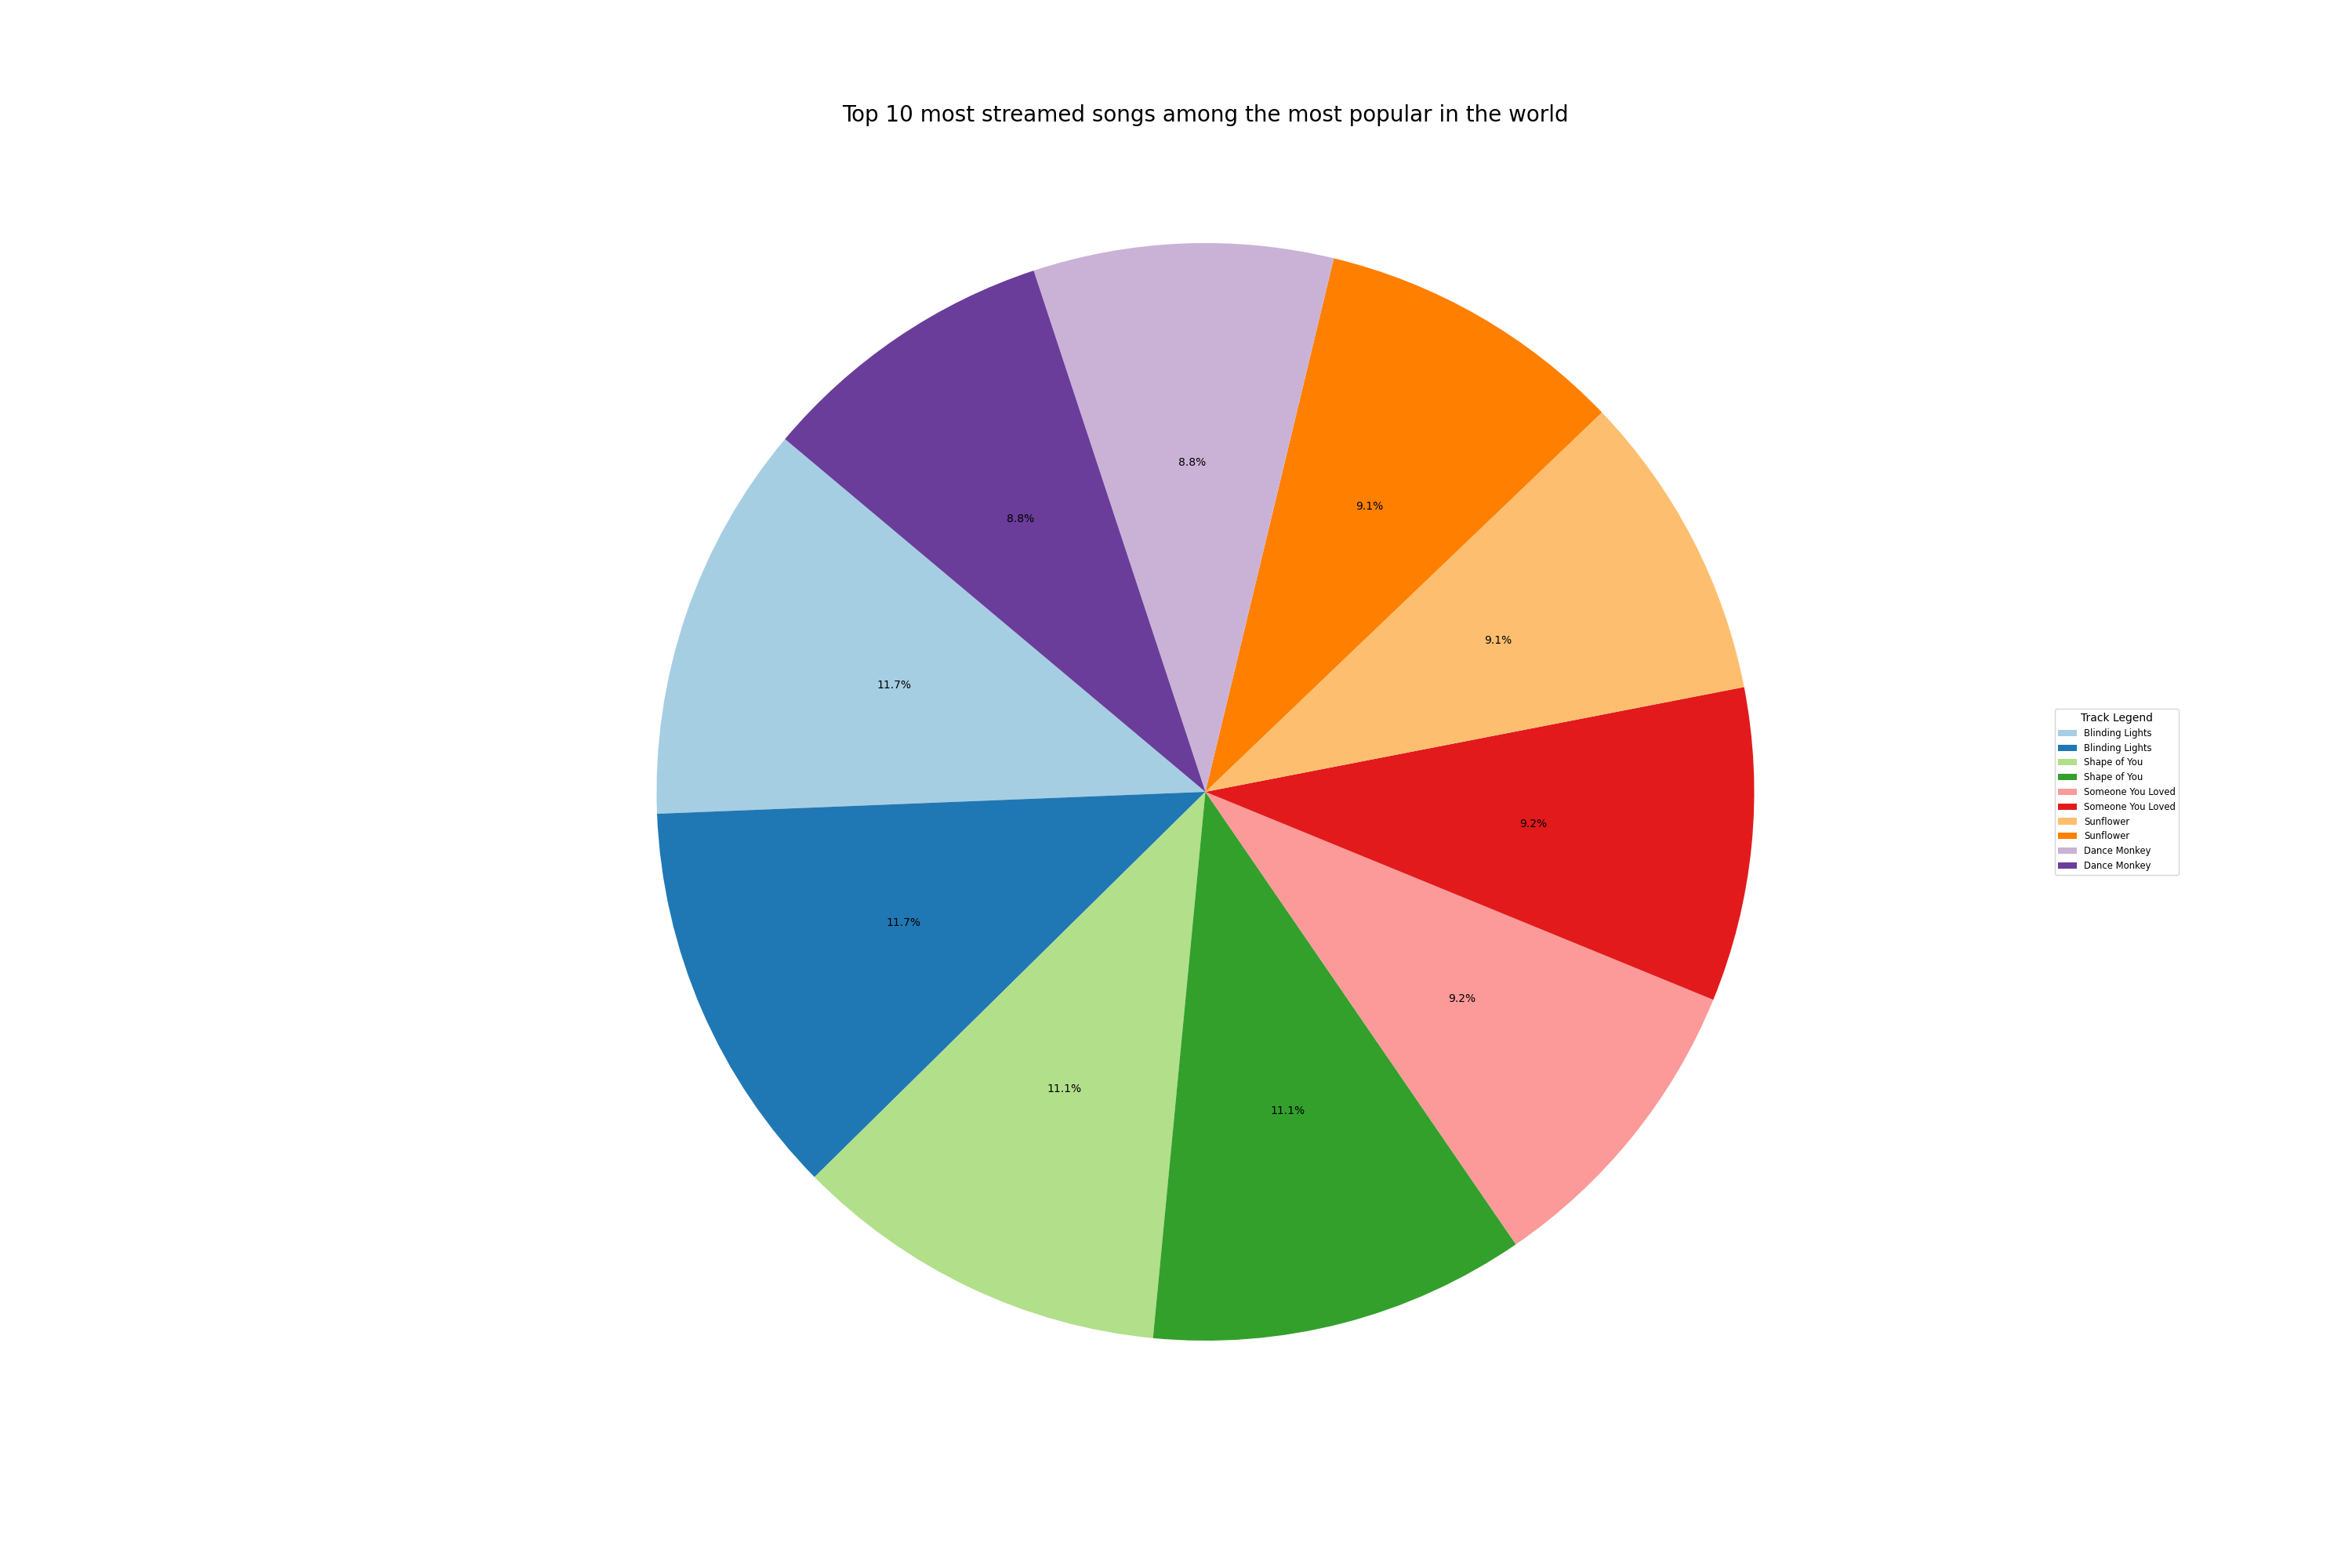 Top 10 most streamed songs among the most popular in the world
8.8%
9.1%
8.8%
9.1%
11.7%
9.2%
11.7%
9.2%
11.1%
11.1%
Track Legend
Blinding Lights
Blinding Lights
Shape of You
Shape of You
Someone You Loved
Someone You Loved
Sunflower
Sunflower
Dance Monkey
Dance Monkey